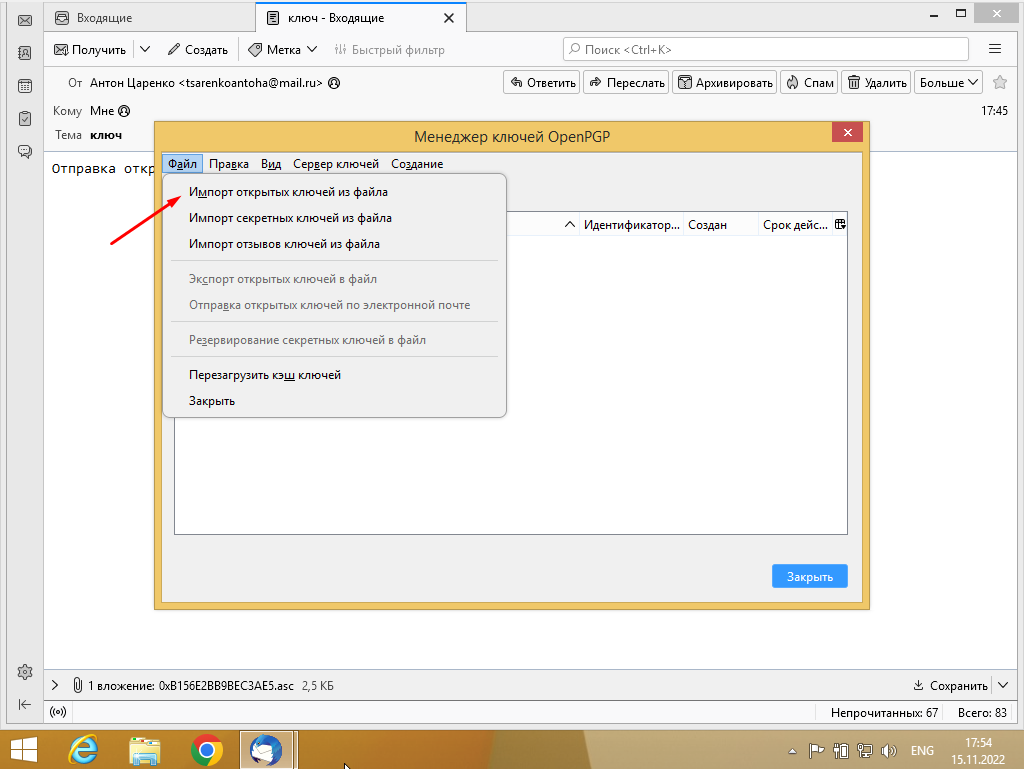 Входящие
ключ - Входящие
Получить
Создать
Метка
Быстрый фильтр
Поиск <Ctrl+K>
От Антон Царенко <tsarenkoantoha@mail.ru>
Ответить
Переслать
Архивировать
Спам
Удалить
Больше
Кому Мне
17:45
Тема ключ
Отправка откр
Менеджер ключей OpenPGP
Файл Правка Вид Сервер ключей Создание
Импорт открытых ключей из файла
Импорт секретных ключей из файла
Импорт отзывов ключей из файла
Экспорт открытых ключей в файл
Отправка открытых ключей по электронной почте
Резервирование секретных ключей в файл
Перезагрузить кэш ключей
Закрыть
Идентификатор... Создан Срок дейс...
Закрыть
1 вложение: 0xB156E2BB9BEC3AE5.asc 2,5 КБ
Сохранить
Непрочитанных: 67 Всего: 83
ENG
17:54
15.11.2022